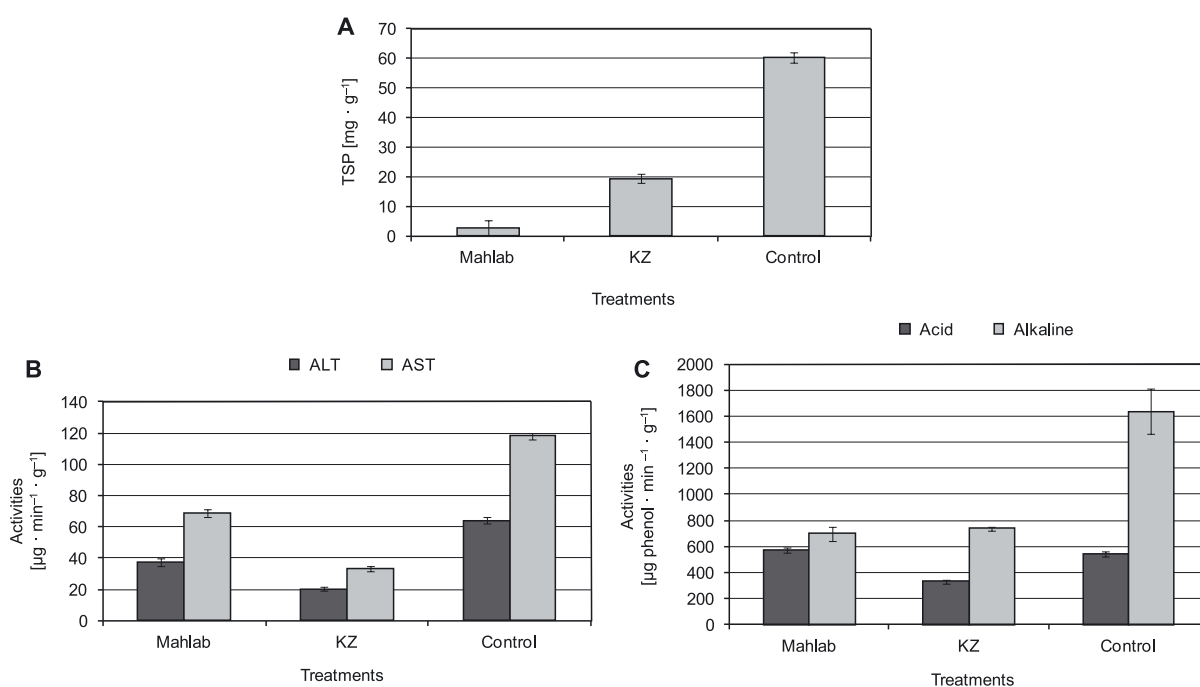 A
TSP [mg · g⁻¹]
70
60
50
40
30
20
10
0
Mahlab KZ Control
Treatments
B
ALT AST
Activities
[µg · min⁻¹ · g⁻¹]
140
120
100
80
60
40
20
0
Mahlab KZ Control
Treatments
Acid Alkaline
C
Activities
[µg phenol · min⁻¹ · g⁻¹]
2000
1800
1600
1400
1200
1000
800
600
400
200
0
Mahlab KZ Control
Treatments